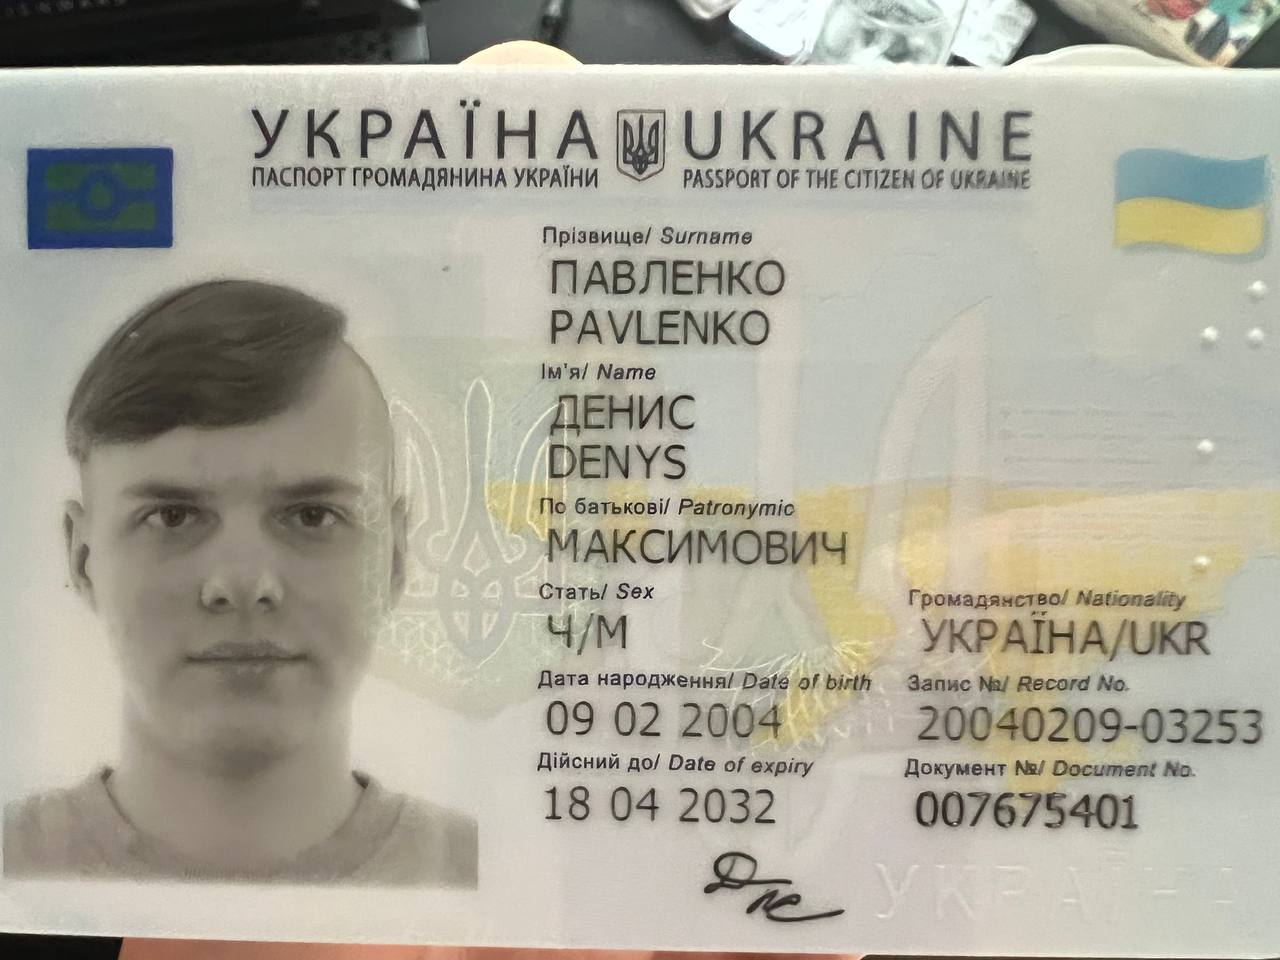 УКРАЇНА UKRAINE
ПАСПОРТ ГРОМАДЯНИНА УКРАЇНИ PASSPORT OF THE CITIZEN OF UKRAINE
Прізвище/ Surname
ПАВЛЕНКО
PAVLENKO
Ім'я/ Name
ДЕНИС
DENYS
По батькові/ Patronymic
МАКСИМОВИЧ
Стать/ Sex
Ч/M
Громадянство/ Nationality
УКРАЇНА/UKR
Дата народження/ Date of birth
09 02 2004
Запис №/ Record No.
20040209-03253
Дійсний до/ Date of expiry
18 04 2032
Документ №/ Document No.
007675401
УКРАЇН